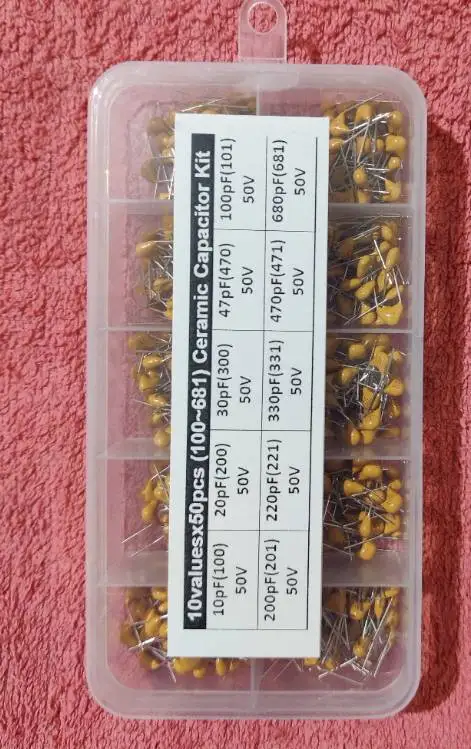 10valuesx50pcs (100~681) Ceramic Capacitor Kit
10pF(100) 20pF(200) 30pF(300) 47pF(470) 100pF(101)
50V 50V 50V 50V 50V
200pF(201) 220pF(221) 330pF(331) 470pF(471) 680pF(681)
50V 50V 50V 50V 50V